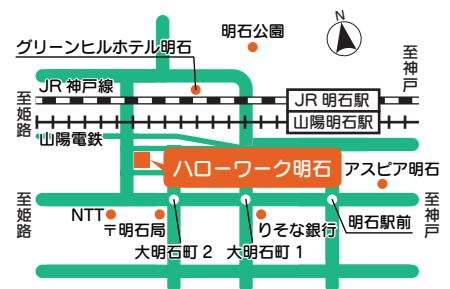 N
明石公園
グリーンヒルホテル明石
至神戸
JR 神戸線
JR 明石駅
至姫路
山陽明石駅
山陽電鉄
ハローワーク明石
アスピア明石
至姫路
NTT
〒明石局
りそな銀行
明石駅前
至神戸
大明石町 2
大明石町 1